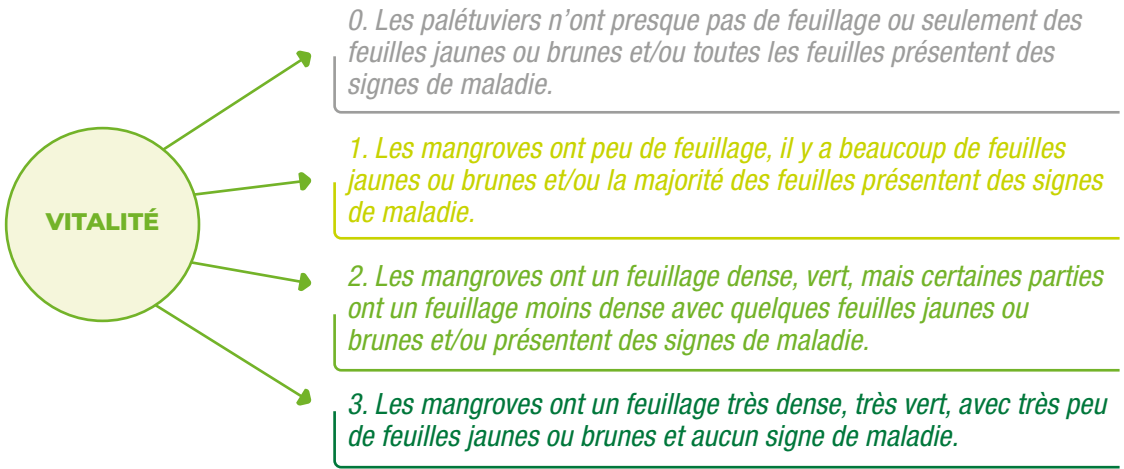 0. Les palétuviers n’ont presque pas de feuillage ou seulement des
feuilles jaunes ou brunes et/ou toutes les feuilles présentent des
signes de maladie.
1. Les mangroves ont peu de feuillage, il y a beaucoup de feuilles
jaunes ou brunes et/ou la majorité des feuilles présentent des signes
de maladie.
VITALITÉ
2. Les mangroves ont un feuillage dense, vert, mais certaines parties
ont un feuillage moins dense avec quelques feuilles jaunes ou
brunes et/ou présentent des signes de maladie.
3. Les mangroves ont un feuillage très dense, très vert, avec très peu
de feuilles jaunes ou brunes et aucun signe de maladie.